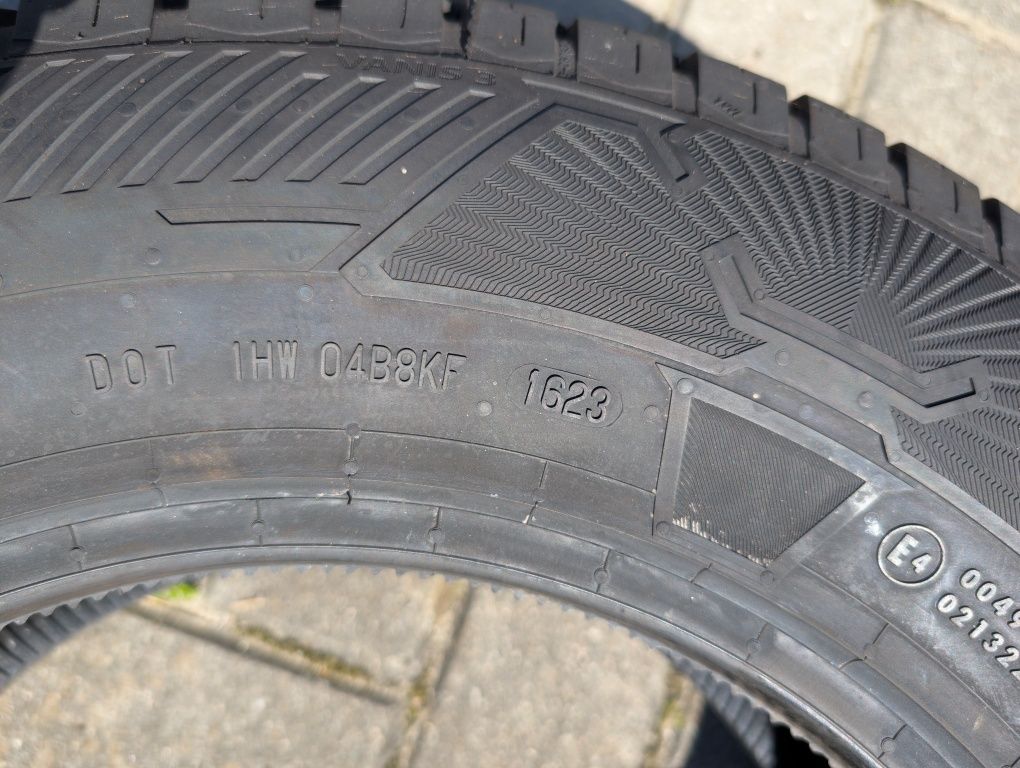 VANIS 3
DOT 1HW 04B8KF 1623
E4
0049
02132